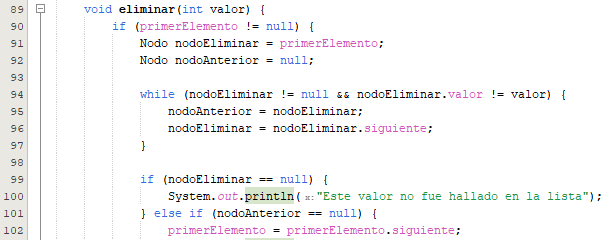 89 void eliminar(int valor) {
90 if (primerElemento != null) {
91 Nodo nodoEliminar = primerElemento;
92 Nodo nodoAnterior = null;
93
94 while (nodoEliminar != null && nodoEliminar.valor != valor) {
95 nodoAnterior = nodoEliminar;
96 nodoEliminar = nodoEliminar.siguiente;
97 }
98
99 if (nodoEliminar == null) {
100 System.out.println( x: "Este valor no fue hallado en la lista");
101 } else if (nodoAnterior == null) {
102 primerElemento = primerElemento.siguiente;